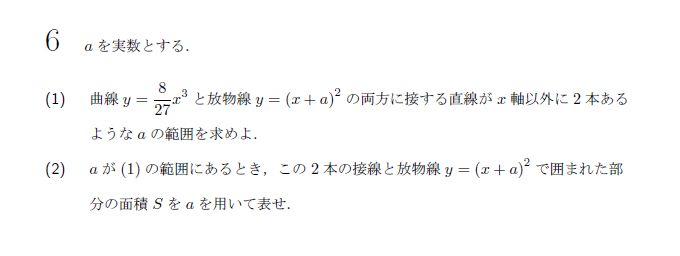 6 aを実数とする.
(1) 曲線 y = 8/27 x³ と放物線 y = (x + a)² の両方に接する直線が x 軸以外に 2 本ある
ような a の範囲を求めよ.
(2) a が (1) の範囲にあるとき, この 2 本の接線と放物線 y = (x + a)² で囲まれた部
分の面積 S を a を用いて表せ.